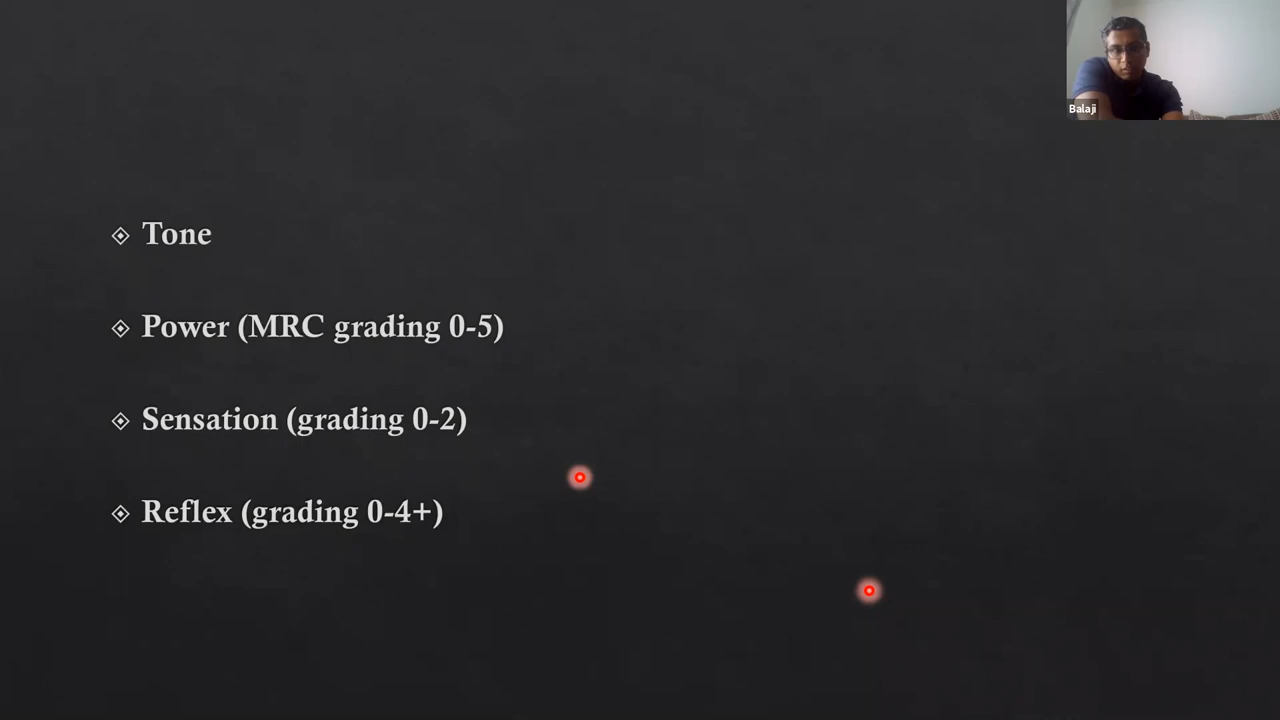 Balaji
Tone
Power (MRC grading 0-5)
Sensation (grading 0-2)
Reflex (grading 0-4+)